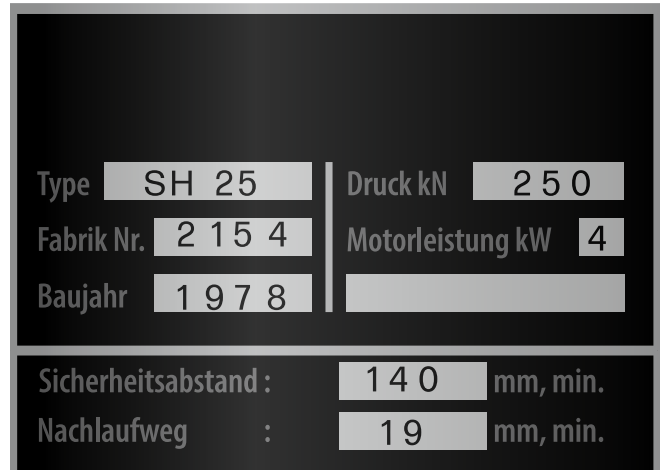 Type SH 25
Fabrik Nr. 2154
Baujahr 1978
Druck kN 250
Motorleistung kW 4
Sicherheitsabstand : 140 mm, min.
Nachlaufweg : 19 mm, min.